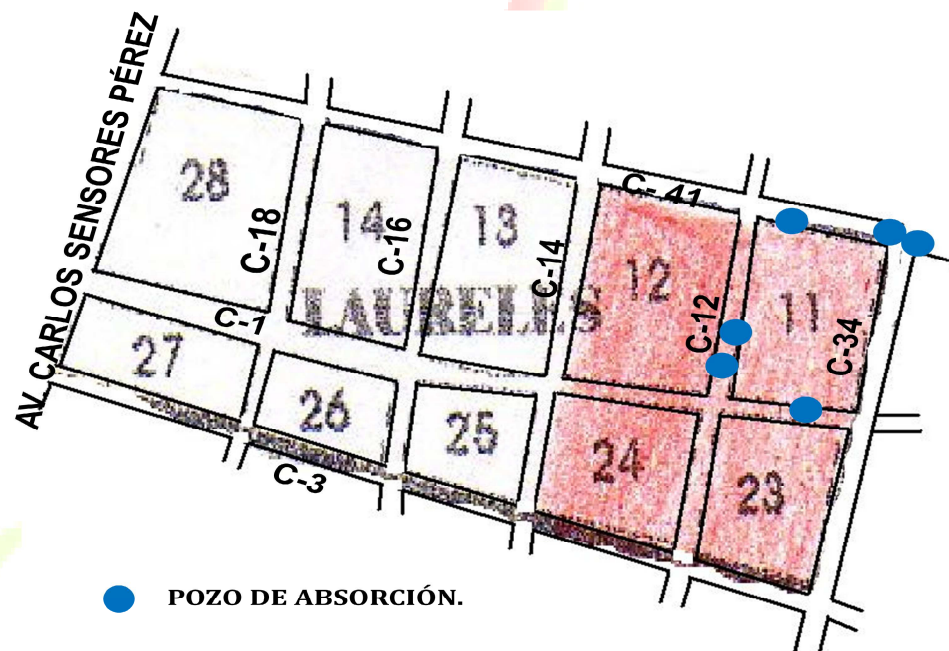 AV. CARLOS SENSORES PÉREZ
28
C-18
14
C-16
13
C-14
C- 41
12
C-12
11
C-34
LAURELES
C-1
27
26
25
24
23
C-3
POZO DE ABSORCIÓN.